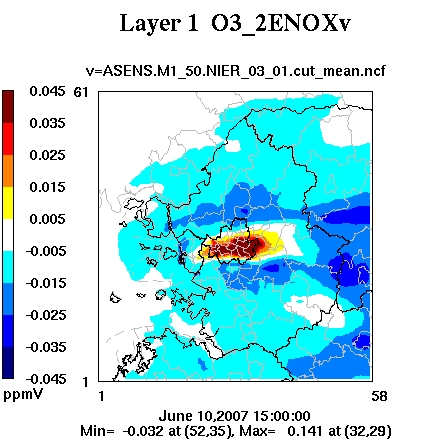 Layer 1 O3_2ENOXv
v=ASENS.M1_50.NIER_03_01.cut_mean.ncf
61
0.045
0.035
0.025
0.015
0.005
-0.005
-0.015
-0.025
-0.035
-0.045
ppmV
1
1
58
June 10,2007 15:00:00
Min= -0.032 at (52,35), Max= 0.141 at (32,29)